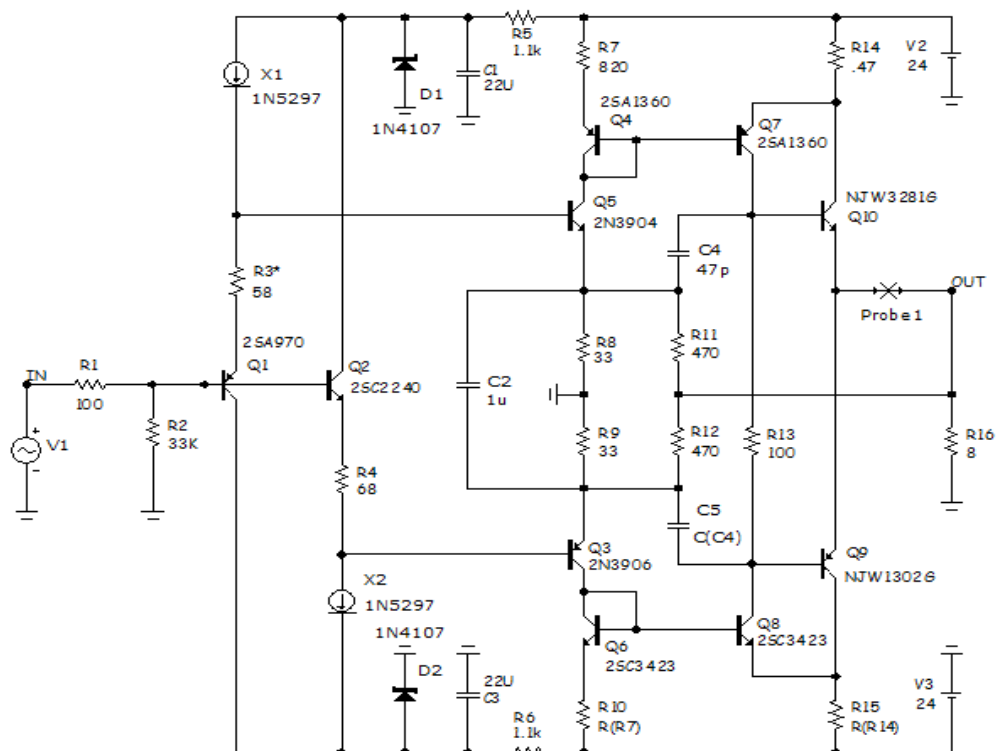 R5
1.1k
X1
1N5297
D1
1N4107
C1
22U
R7
820
R14
.47
V2
24
2SA1360
Q4
Q7
2SA1360
Q5
2N3904
NJW3281G
Q10
C4
47p
R3*
58
OUT
Probe1
2SA970
Q1
Q2
2SC2240
R1
100
IN
R2
33K
V1
+
-
R8
33
R11
470
C2
1u
R9
33
R12
470
R13
100
R16
8
R4
68
C5
C(C4)
Q3
2N3906
Q9
NJW1302G
X2
1N5297
1N4107
D2
22U
C3
Q6
2SC3423
Q8
2SC3423
R6
1.1k
R10
R(R7)
R15
R(R14)
V3
24